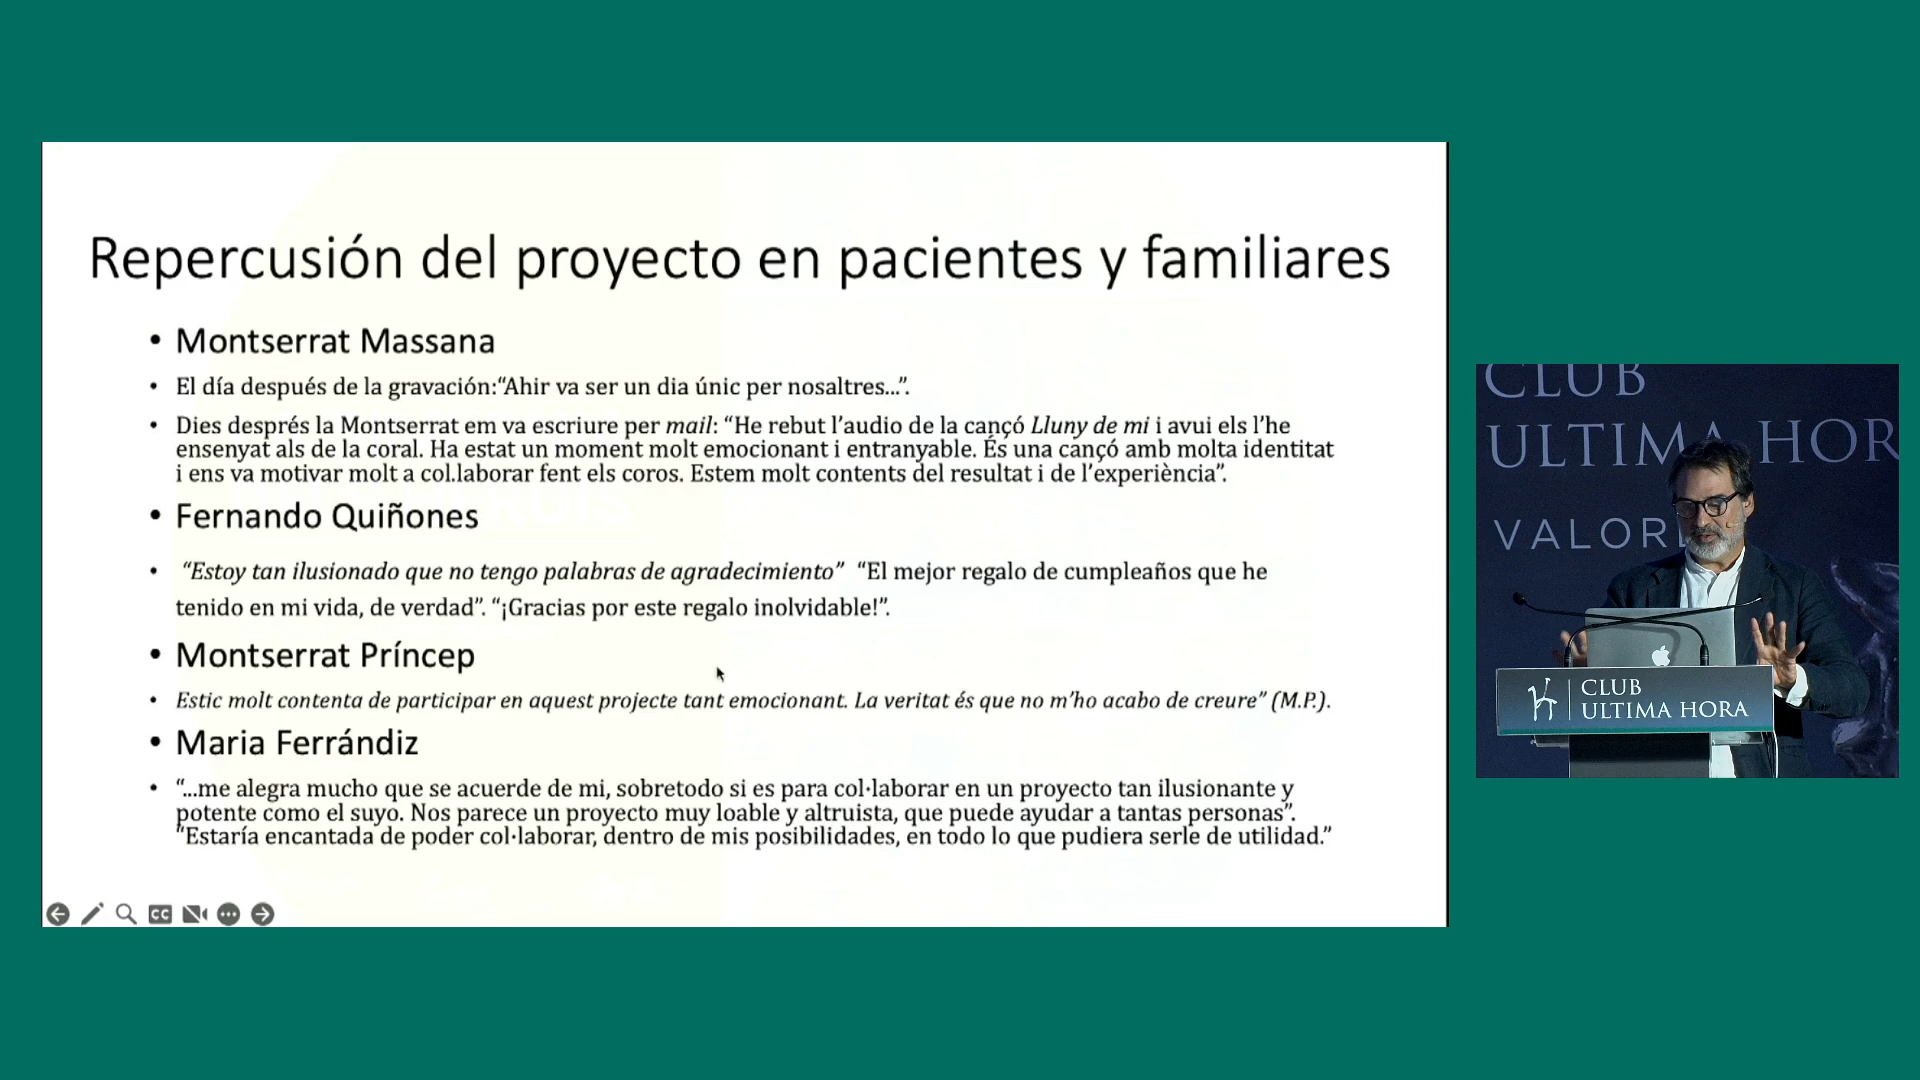 Repercusión del proyecto en pacientes y familiares
• Montserrat Massana
• El día después de la gravación:“Ahir va ser un dia únic per nosaltres...”.
• Dies després la Montserrat em va escriure per mail: “He rebut l’audio de la cançó Lluny de mi i avui els l’he
ensenyat als de la coral. Ha estat un moment molt emocionant i entranyable. És una cançó amb molta identitat
i ens va motivar molt a col.laborar fent els coros. Estem molt contents del resultat i de l’experiència”.
• Fernando Quiñones
• “Estoy tan ilusionado que no tengo palabras de agradecimiento” “El mejor regalo de cumpleaños que he
tenido en mi vida, de verdad”. “¡Gracias por este regalo inolvidable!”.
• Montserrat Príncep
• Estic molt contenta de participar en aquest projecte tant emocionant. La veritat és que no m’ho acabo de creure” (M.P.).
• Maria Ferrándiz
• “...me alegra mucho que se acuerde de mi, sobretodo si es para col·laborar en un proyecto tan ilusionante y
potente como el suyo. Nos parece un proyecto muy loable y altruista, que puede ayudar a tantas personas”.
“Estaría encantada de poder col·laborar, dentro de mis posibilidades, en todo lo que pudiera serle de utilidad.”
CC
CLUB
ULTIMA HOR
VALOR
CLUB
ULTIMA HORA